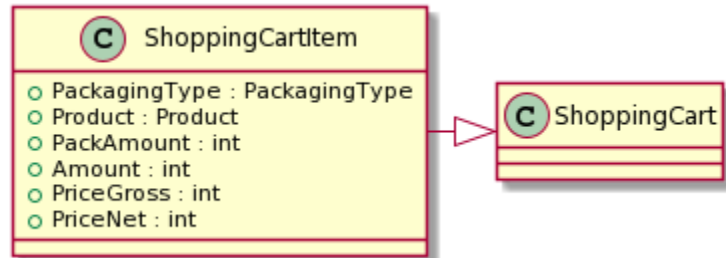 C ShoppingCartItem
PackagingType : PackagingType
Product : Product
PackAmount : int
Amount : int
PriceGross : int
PriceNet : int
C ShoppingCart